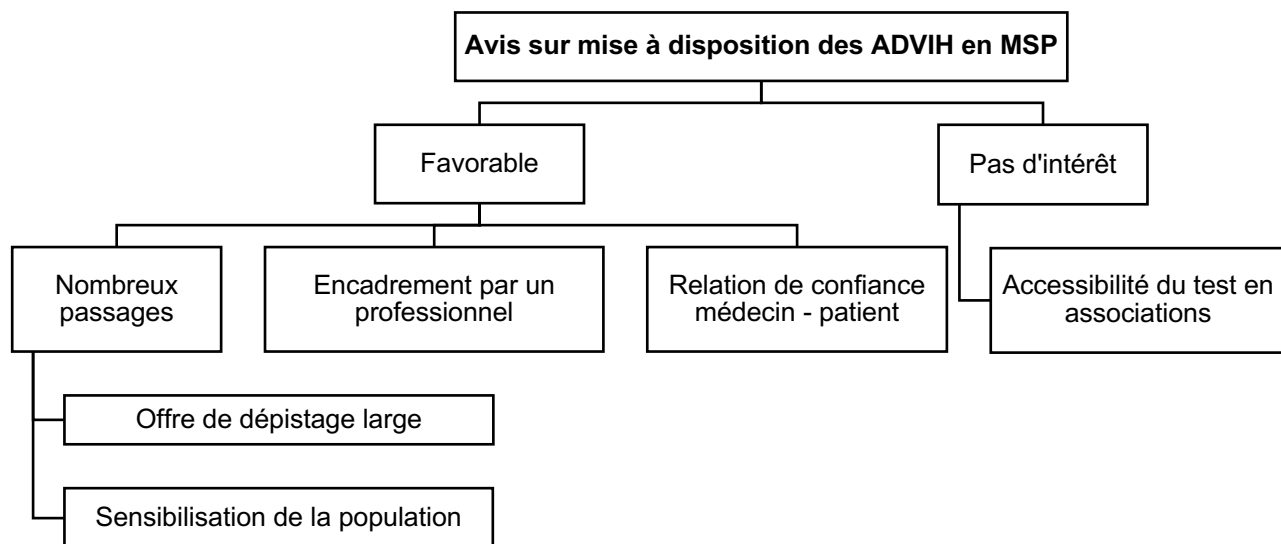 Avis sur mise à disposition des ADVIH en MSP
Favorable
Pas d'intérêt
Nombreux
passages
Encadrement par un
professionnel
Relation de confiance
médecin - patient
Accessibilité du test en
associations
Offre de dépistage large
Sensibilisation de la population